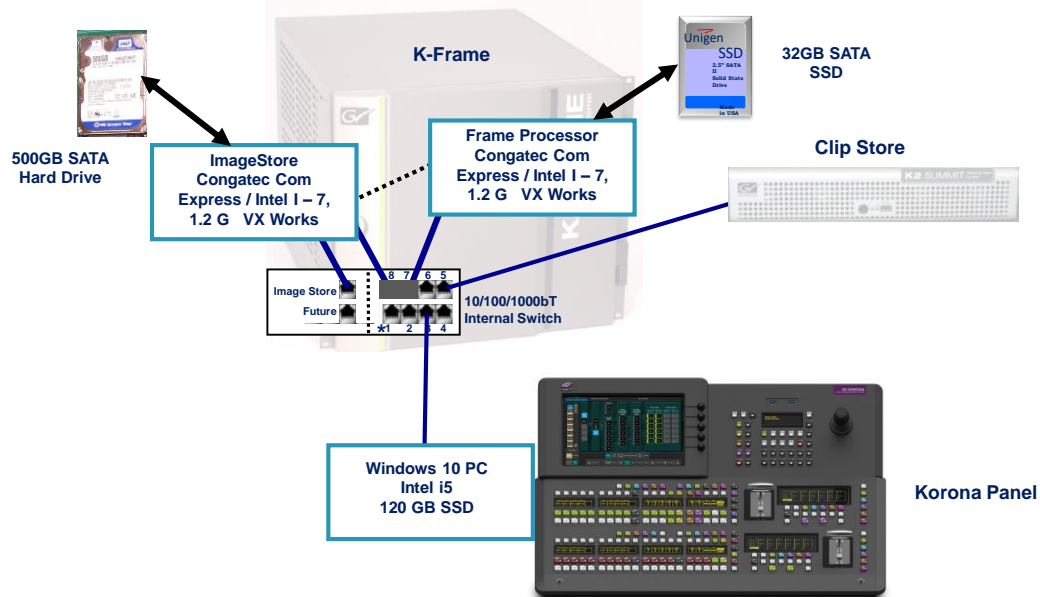 K-Frame
500GB
Unigen
SSD
2.5" SATA
II
Solid State
Drive
Made
in USA
32GB SATA
SSD
500GB SATA
Hard Drive
ImageStore
Congatec Com
Express / Intel I – 7,
1.2 G VX Works
Frame Processor
Congatec Com
Express / Intel I – 7,
1.2 G VX Works
Clip Store
K2 SUMMIT
8 7 6 5
Image Store
Future
*1 2 3 4
10/100/1000bT
Internal Switch
Windows 10 PC
Intel i5
120 GB SSD
Korona Panel